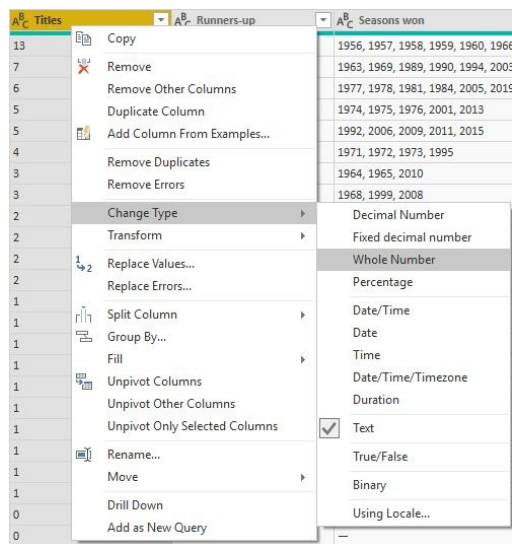 ABC Titles ABC Runners-up ABC Seasons won
13
7
6
5
5
4
3
3
2
2
2
2
1
1
1
1
1
1
1
1
1
1
0
0
Copy
Remove
Remove Other Columns
Duplicate Column
Add Column From Examples...
Remove Duplicates
Remove Errors
Change Type
Transform
1 2 Replace Values...
Replace Errors...
Split Column
Group By...
Fill
Unpivot Columns
Unpivot Other Columns
Unpivot Only Selected Columns
Rename...
Move
Drill Down
Add as New Query
1956, 1957, 1958, 1959, 1960, 1966
1963, 1969, 1989, 1990, 1994, 2003
1977, 1978, 1981, 1984, 2005, 2019
1974, 1975, 1976, 2001, 2013
1992, 2006, 2009, 2011, 2015
1971, 1972, 1973, 1995
1964, 1965, 2010
1968, 1999, 2008
Decimal Number
Fixed decimal number
Whole Number
Percentage
Date/Time
Date
Time
Date/Time/Timezone
Duration
Text
True/False
Binary
Using Locale...
—